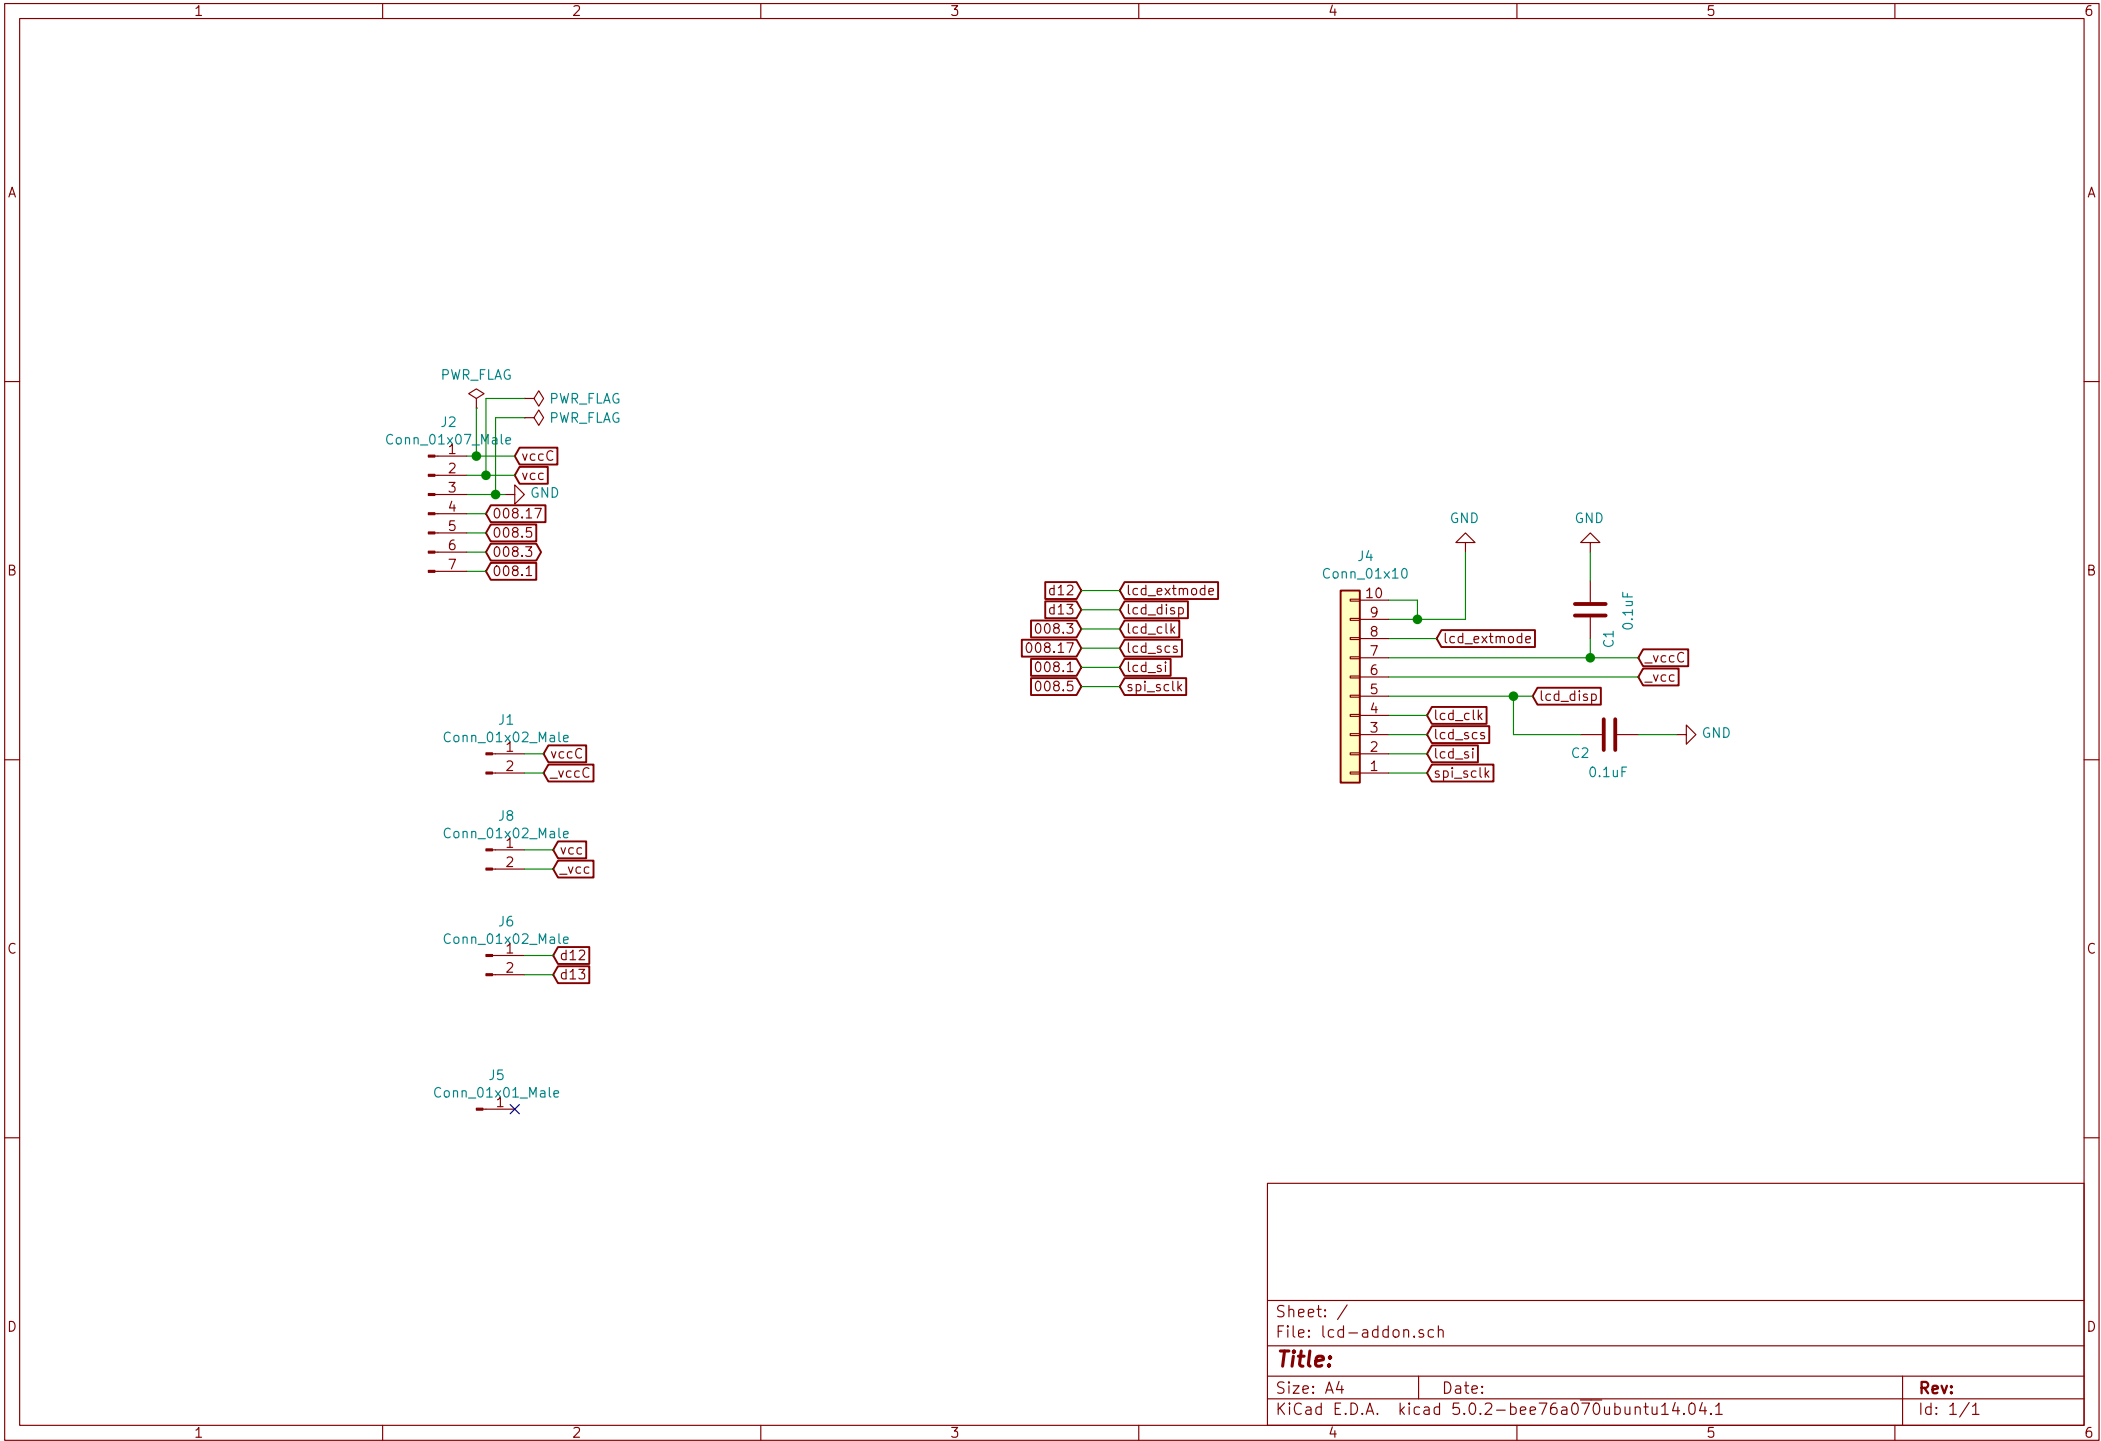 1 2 3 4 5 6
A A
PWR_FLAG
PWR_FLAG
PWR_FLAG
J2
Conn_01x07_Male
1 vccC
2 vcc
3 GND
4 008.17
5 008.5
6 008.3
7 008.1
B B
d12 lcd_extmode
d13 lcd_disp
008.3 lcd_clk
008.17 lcd_scs
008.1 lcd_si
008.5 spi_sclk
GND GND
J4
Conn_01x10
10
9
8 lcd_extmode
7 _vccC
6 _vcc
5 lcd_disp
4 lcd_clk
3 lcd_scs
2 lcd_si
1 spi_sclk
C1
0.1uF
C2
0.1uF
GND
J1
Conn_01x02_Male
1 vccC
2 _vccC
J8
Conn_01x02_Male
1 vcc
2 _vcc
J6
Conn_01x02_Male
1 d12
2 d13
C C
J5
Conn_01x01_Male
1
D D
Sheet: /
File: lcd-addon.sch
Title:
Size: A4 Date: Rev:
KiCad E.D.A. kicad 5.0.2-bee76a070ubuntu14.04.1 Id: 1/1
1 2 3 4 5 6